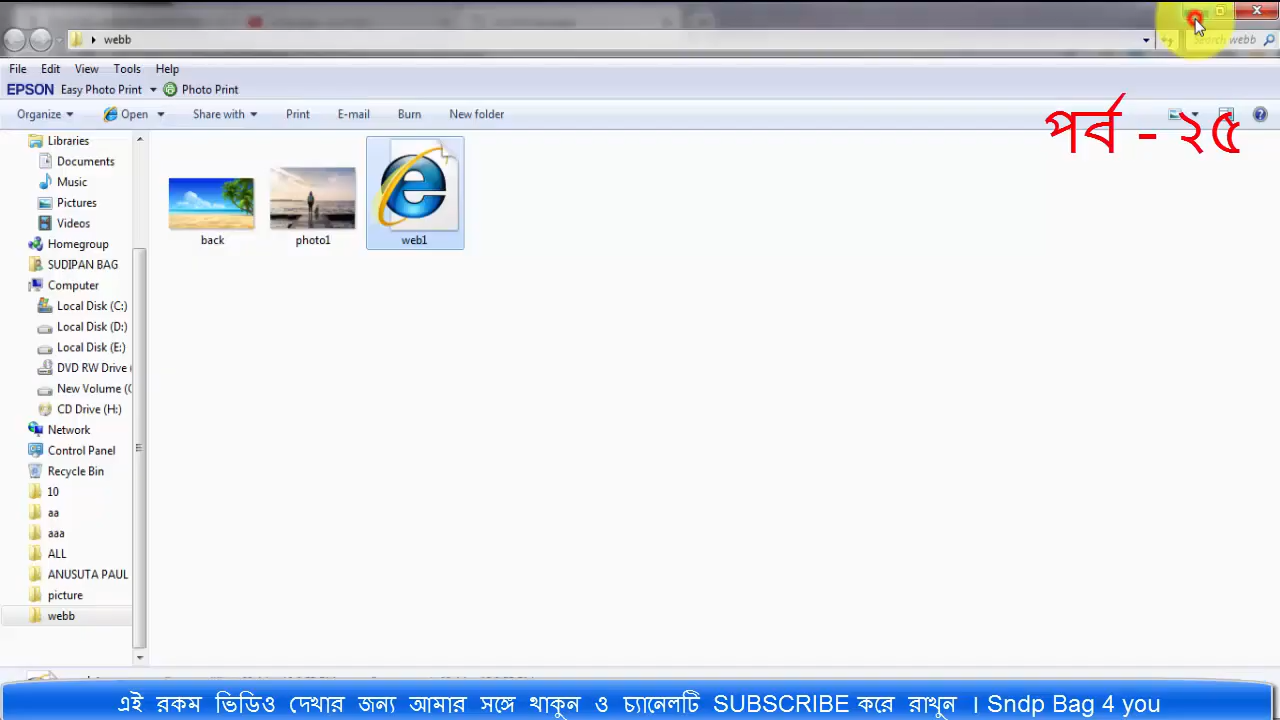 webb
Search webb
File Edit View Tools Help
EPSON Easy Photo Print Photo Print
Organize Open Share with Print E-mail Burn New folder
পর্ব - ২৫
Libraries
Documents
Music
Pictures
Videos
Homegroup
SUDIPAN BAG
Computer
Local Disk (C:)
Local Disk (D:)
Local Disk (E:)
DVD RW Drive (
New Volume (
CD Drive (H:)
Network
Control Panel
Recycle Bin
10
aa
aaa
ALL
ANUSUTA PAUL
picture
webb
back photo1 web1
এই রকম ভিডিও দেখার জন্য আমার সঙ্গে থাকুন ও চ্যানেলটি SUBSCRIBE করে রাখুন । Sndp Bag 4 you